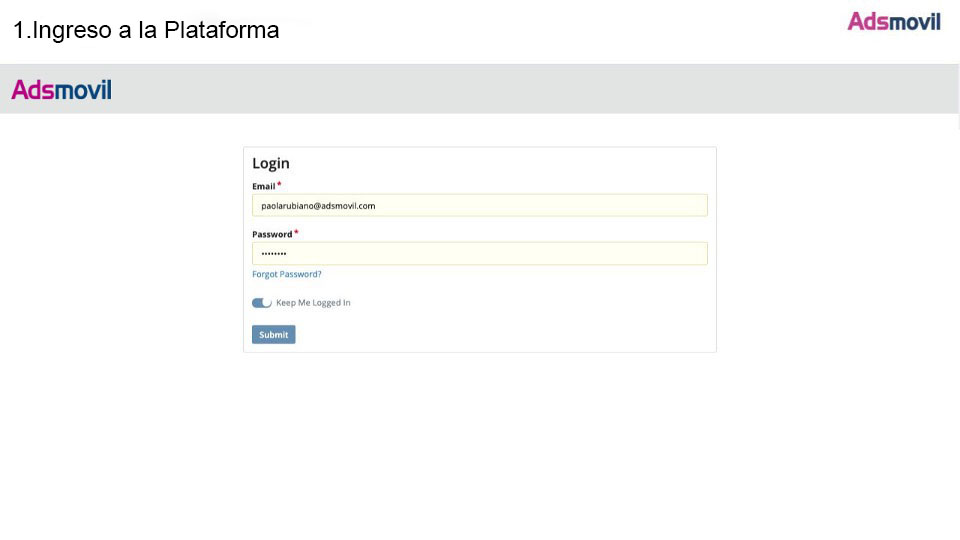 1.Ingreso a la Plataforma
Adsmovil
Adsmovil
Login
Email *
paolarubiano@adsmovil.com
Password *
••••••••
Forgot Password?
Keep Me Logged In
Submit